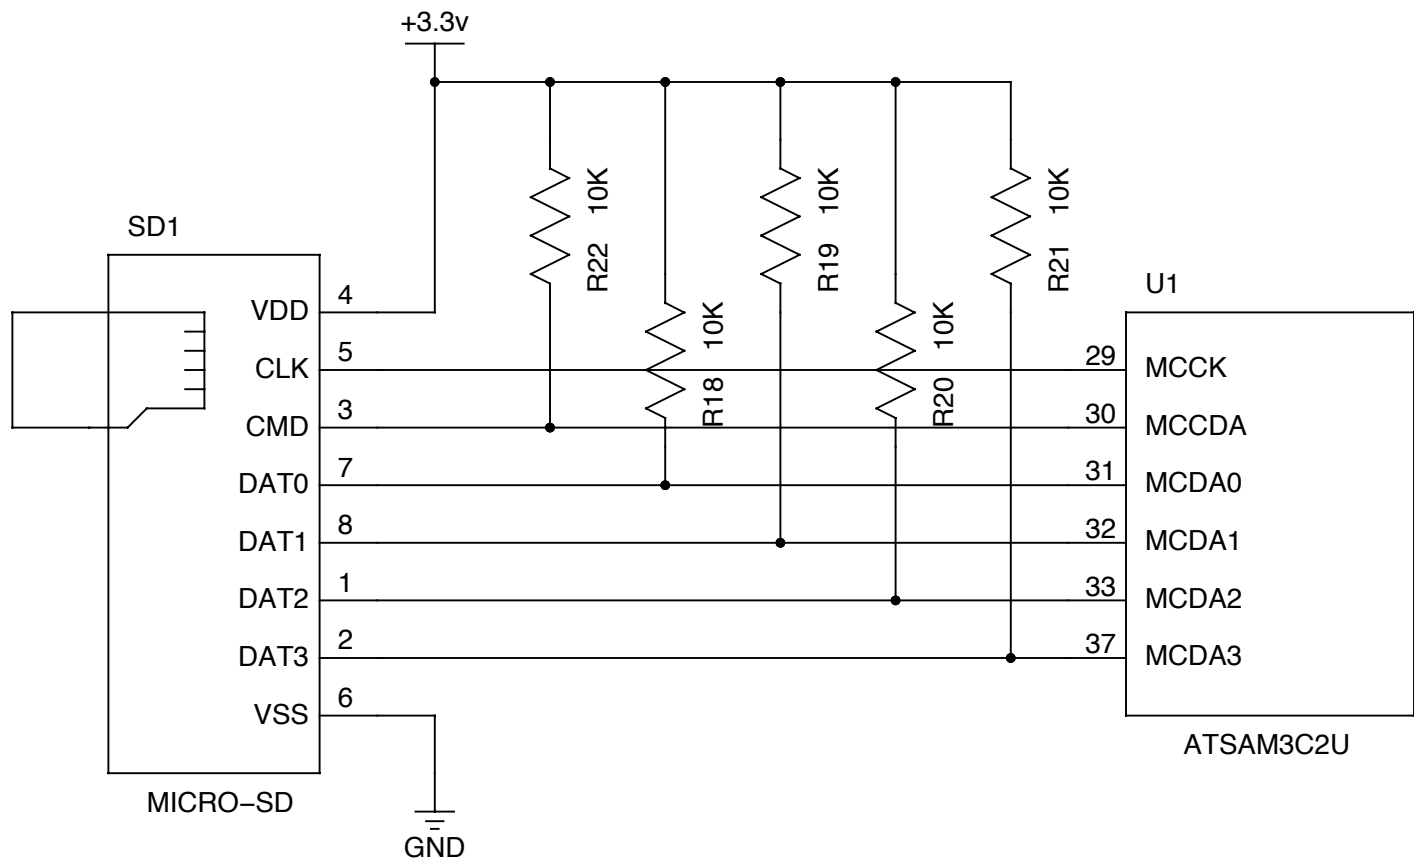 +3.3v
10K
R22
10K
R19
10K
R21
SD1
U1
10K
R18
10K
R20
VDD
4
CLK
5
29
MCCK
CMD
3
30
MCCDA
DAT0
7
31
MCDA0
DAT1
8
32
MCDA1
DAT2
1
33
MCDA2
DAT3
2
37
MCDA3
VSS
6
ATSAM3C2U
MICRO–SD
GND